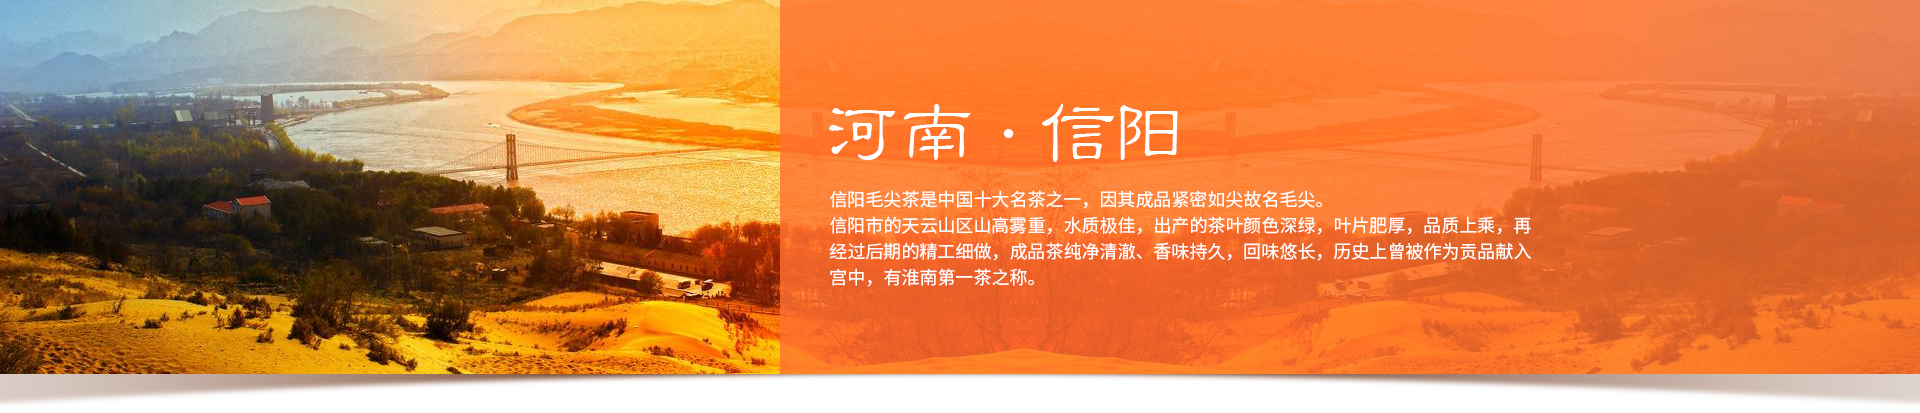 河南·信阳
信阳毛尖茶是中国十大名茶之一，因其成品紧密如尖故名毛尖。
信阳市的天云山区山高雾重，水质极佳，出产的茶叶颜色深绿，叶片肥厚，品质上乘，再
经过后期的精工细做，成品茶纯净清澈、香味持久，回味悠长，历史上曾被作为贡品献入
宫中，有淮南第一茶之称。